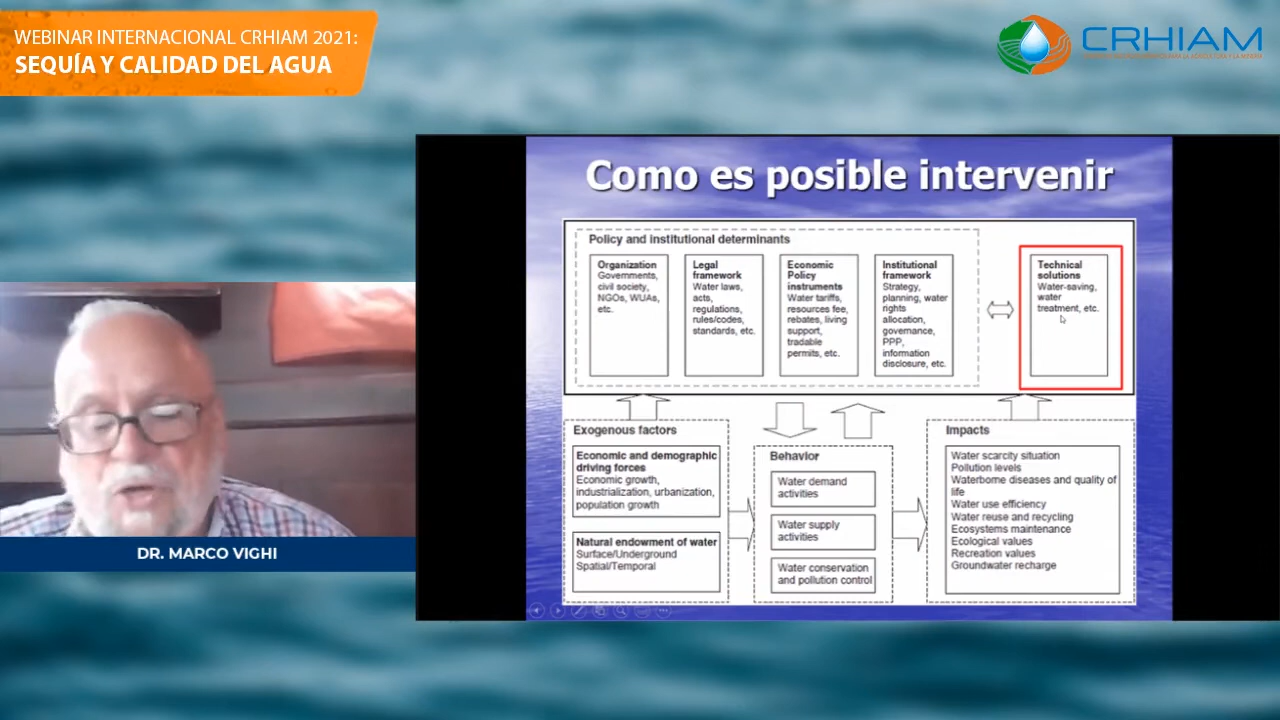 WEBINAR INTERNACIONAL CRHIAM 2021:
SEQUÍA Y CALIDAD DEL AGUA
CRHIAM
Como es posible intervenir
Policy and institutional determinants
Organization
Governments,
civil society,
NGOs, WUAs,
etc.
Legal
framework
Water laws,
acts,
regulations,
rules/codes,
standards, etc.
Economic
Policy
instruments
Water tariffs,
resources fee,
rebates, living
support,
tradable
permits, etc.
Institutional
framework
Strategy,
planning, water
rights
allocation,
governance,
PPP,
information
disclosure, etc.
Technical
solutions
Water-saving,
water
treatment, etc.
Exogenous factors
Economic and demographic
driving forces
Economic growth,
industrialization, urbanization,
population growth
Natural endowment of water
Surface/Underground
Spatial/Temporal
Behavior
Water demand
activities
Water supply
activities
Water conservation
and pollution control
Impacts
Water scarcity situation
Pollution levels
Waterborne diseases and quality of
life
Water use efficiency
Water reuse and recycling
Ecosystems maintenance
Ecological values
Recreation values
Groundwater recharge
DR. MARCO VIGHI